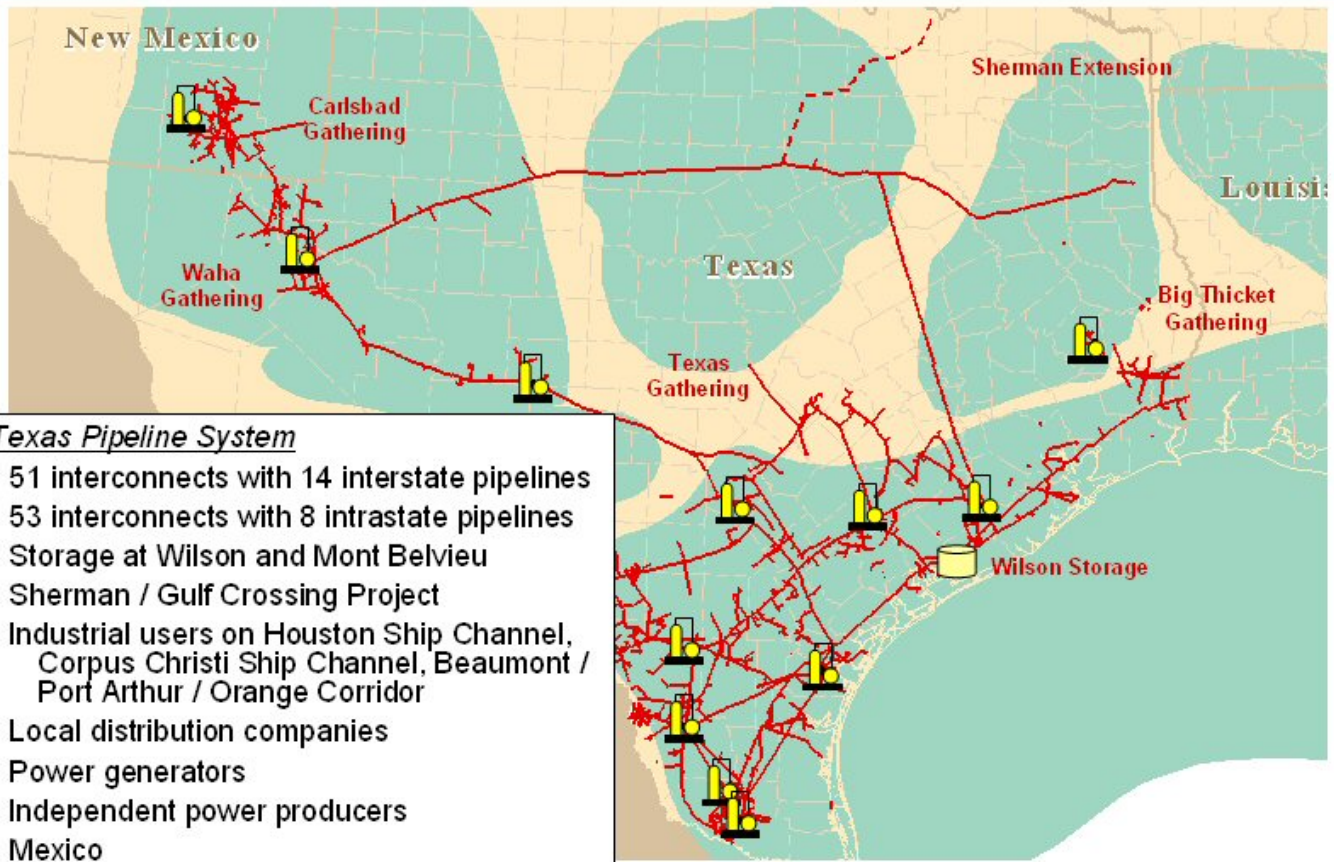 New Mexico
Sherman Extension
Carlsbad
Gathering
Texas
Waha
Gathering
Big Thicket
Gathering
Texas
Gathering
Wilson Storage
Texas Pipeline System
51 interconnects with 14 interstate pipelines
53 interconnects with 8 intrastate pipelines
Storage at Wilson and Mont Belvieu
Sherman / Gulf Crossing Project
Industrial users on Houston Ship Channel,
Corpus Christi Ship Channel, Beaumont /
Port Arthur / Orange Corridor
Local distribution companies
Power generators
Independent power producers
Mexico